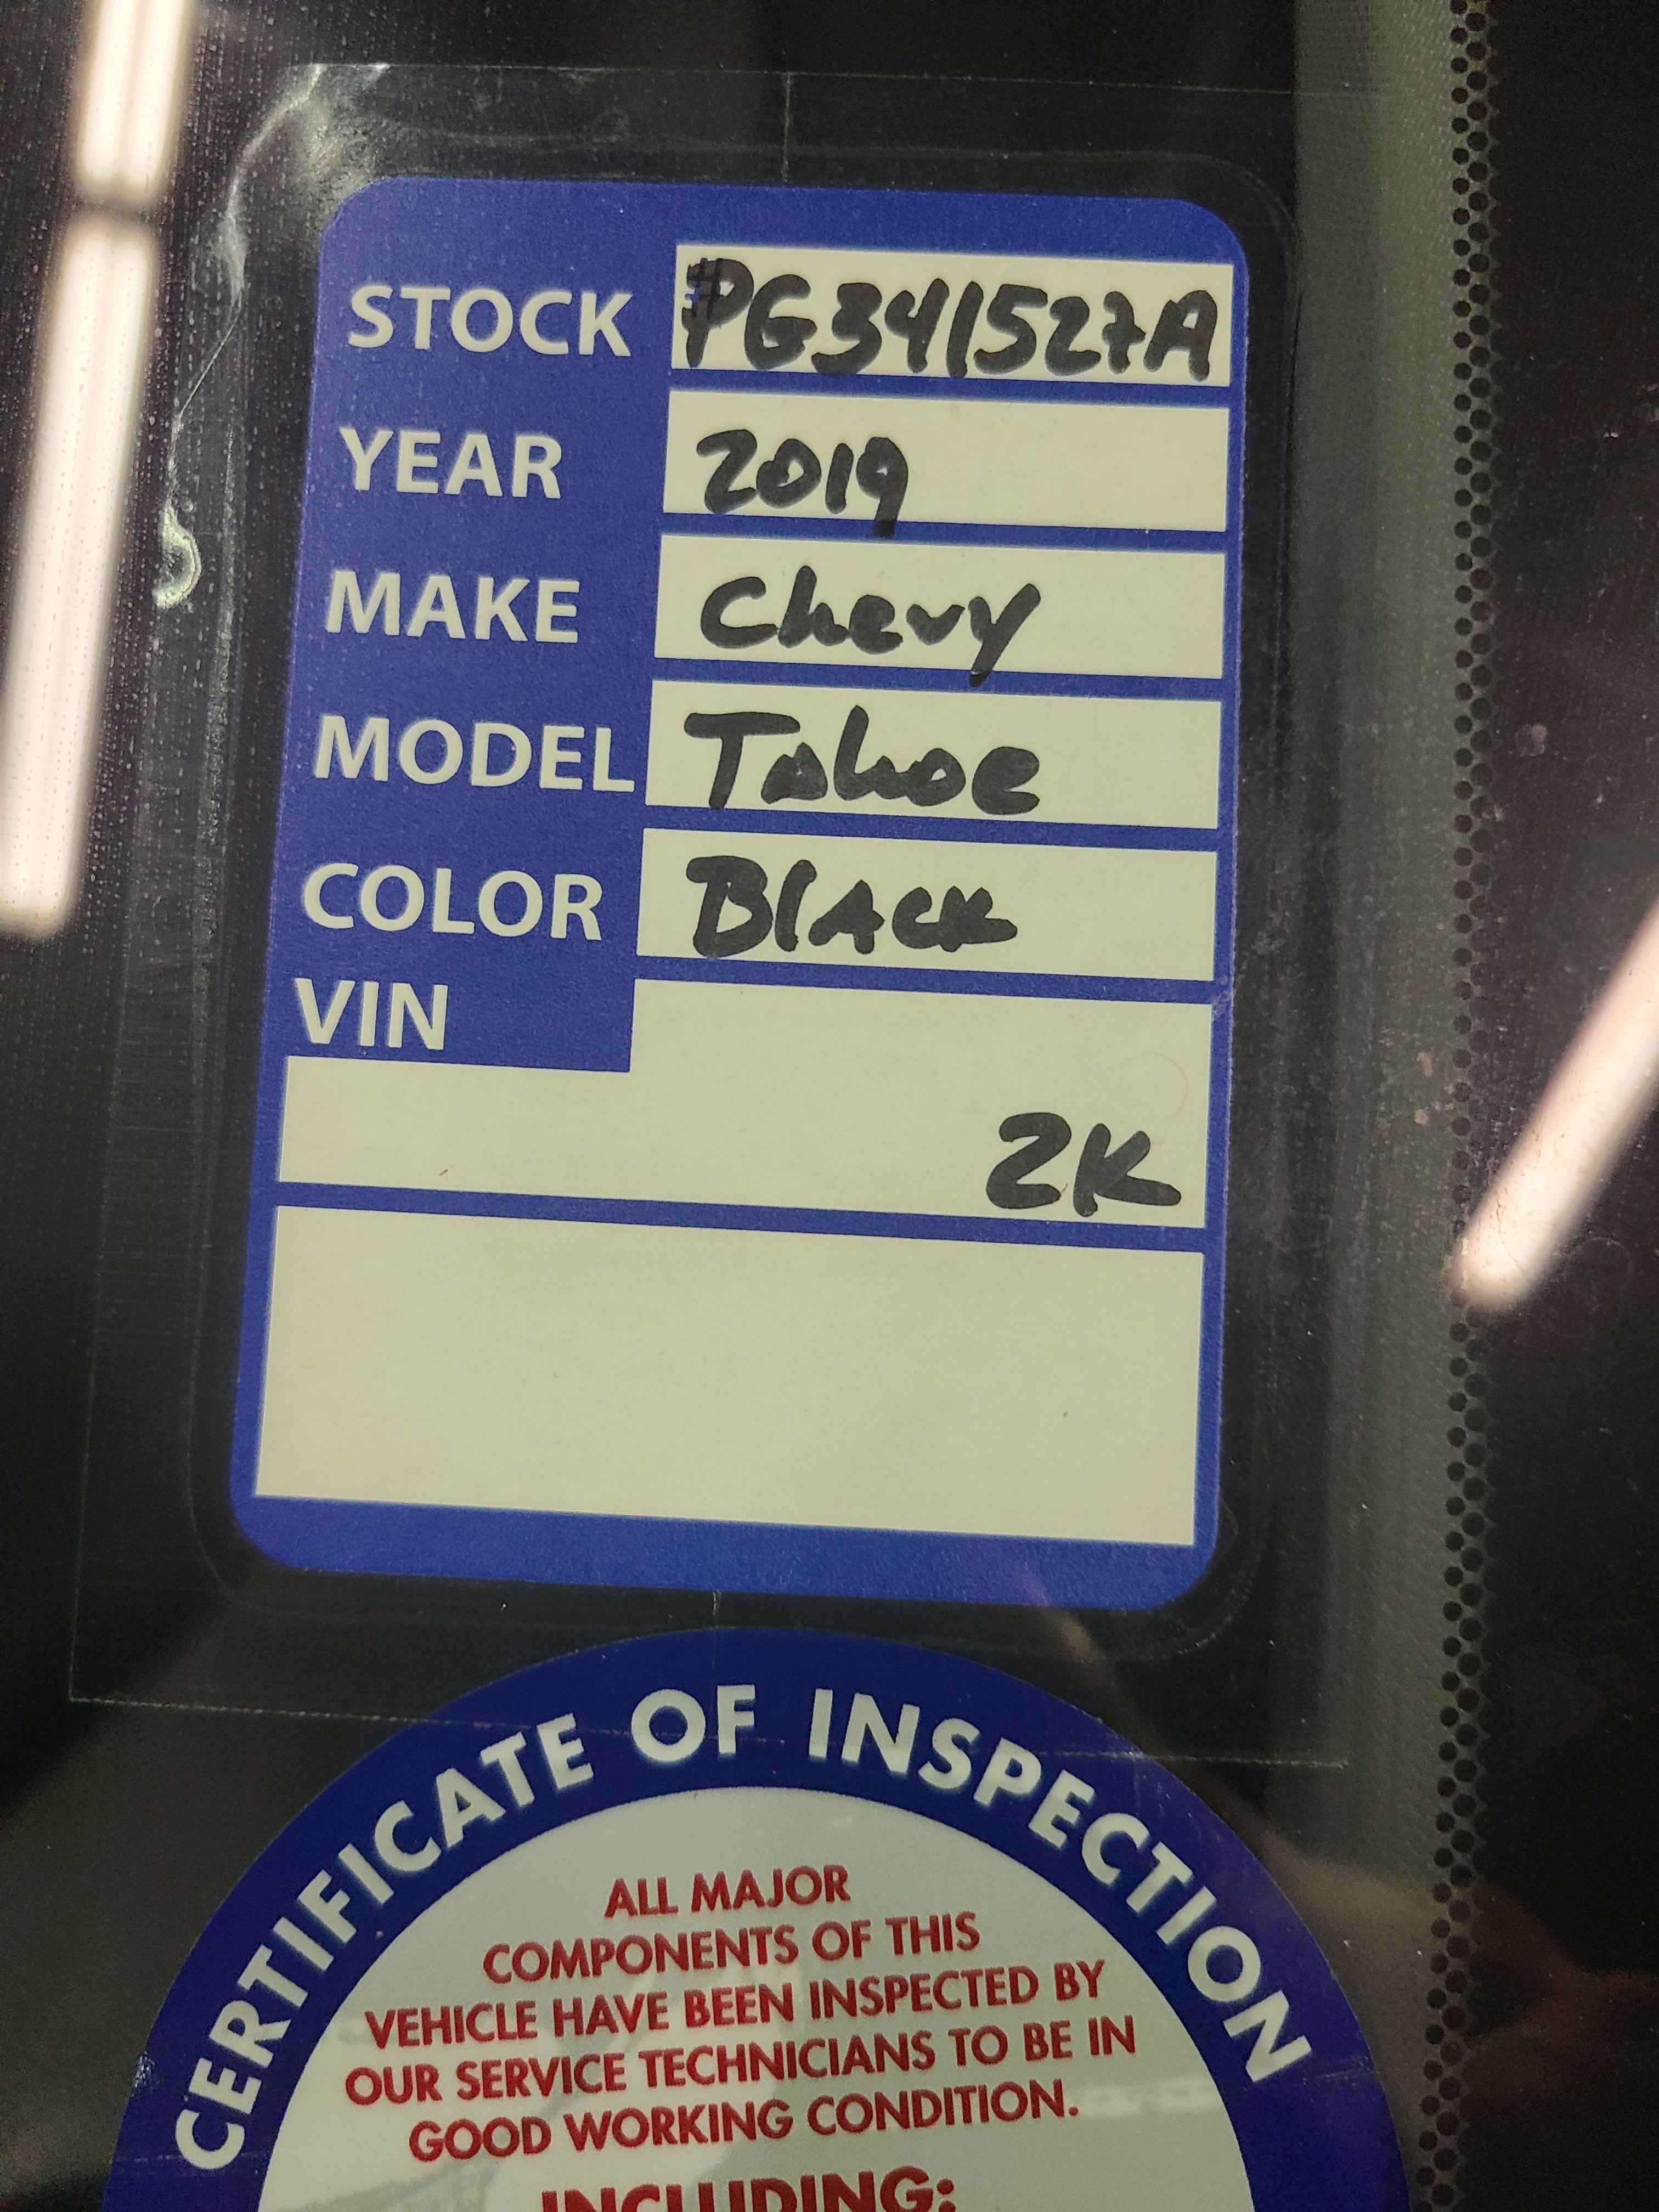 STOCK #PG341527A
YEAR 2019
MAKE Chevy
MODEL Tahoe
COLOR Black
VIN
2K
CERTIFICATE OF INSPECTION
ALL MAJOR
COMPONENTS OF THIS
VEHICLE HAVE BEEN INSPECTED BY
OUR SERVICE TECHNICIANS TO BE IN
GOOD WORKING CONDITION.
INCLUDING: